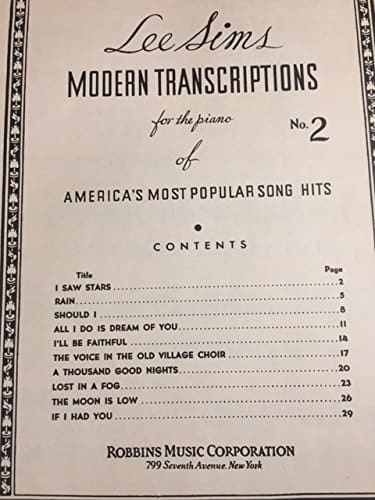 Lee Sims
MODERN TRANSCRIPTIONS
for the piano No. 2
of
AMERICA'S MOST POPULAR SONG HITS
CONTENTS
Title Page
I SAW STARS 2
RAIN 5
SHOULD I 8
ALL I DO IS DREAM OF YOU 11
I'LL BE FAITHFUL 14
THE VOICE IN THE OLD VILLAGE CHOIR 17
A THOUSAND GOOD NIGHTS 20
LOST IN A FOG 23
THE MOON IS LOW 26
IF I HAD YOU 29
ROBBINS MUSIC CORPORATION
799 Seventh Avenue, New York